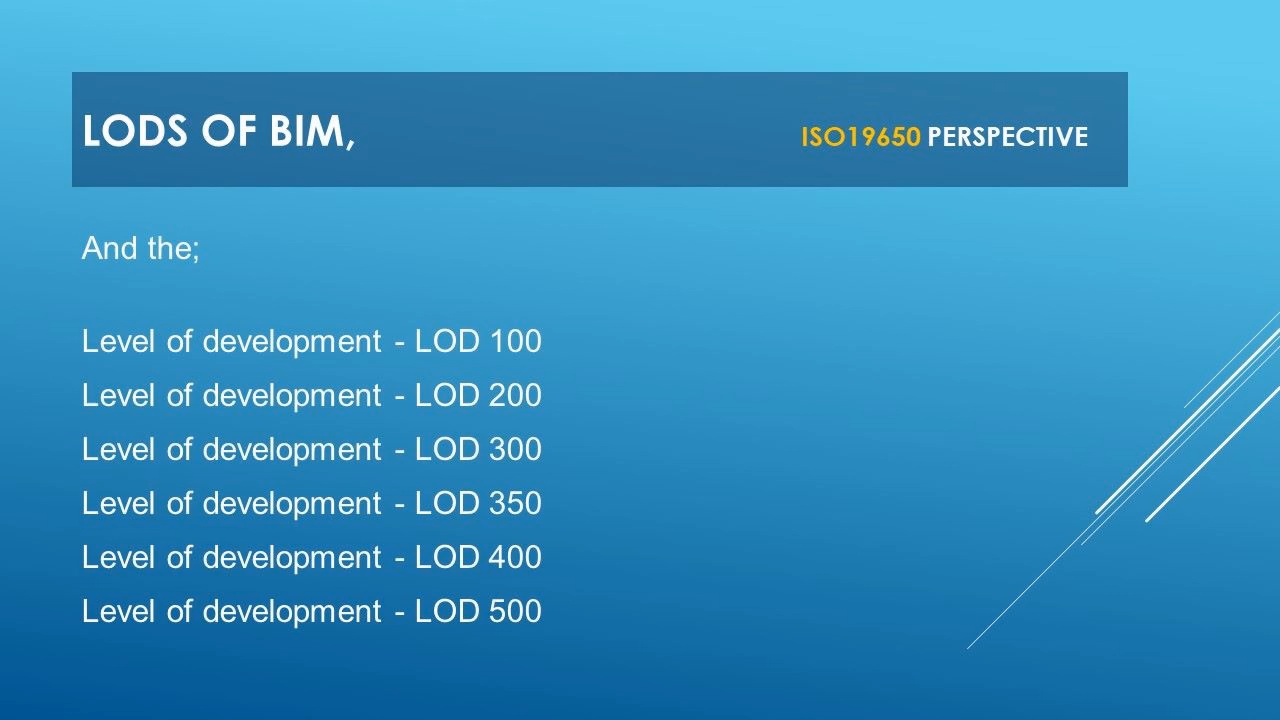 LODS OF BIM, ISO19650 PERSPECTIVE
And the;
Level of development - LOD 100
Level of development - LOD 200
Level of development - LOD 300
Level of development - LOD 350
Level of development - LOD 400
Level of development - LOD 500